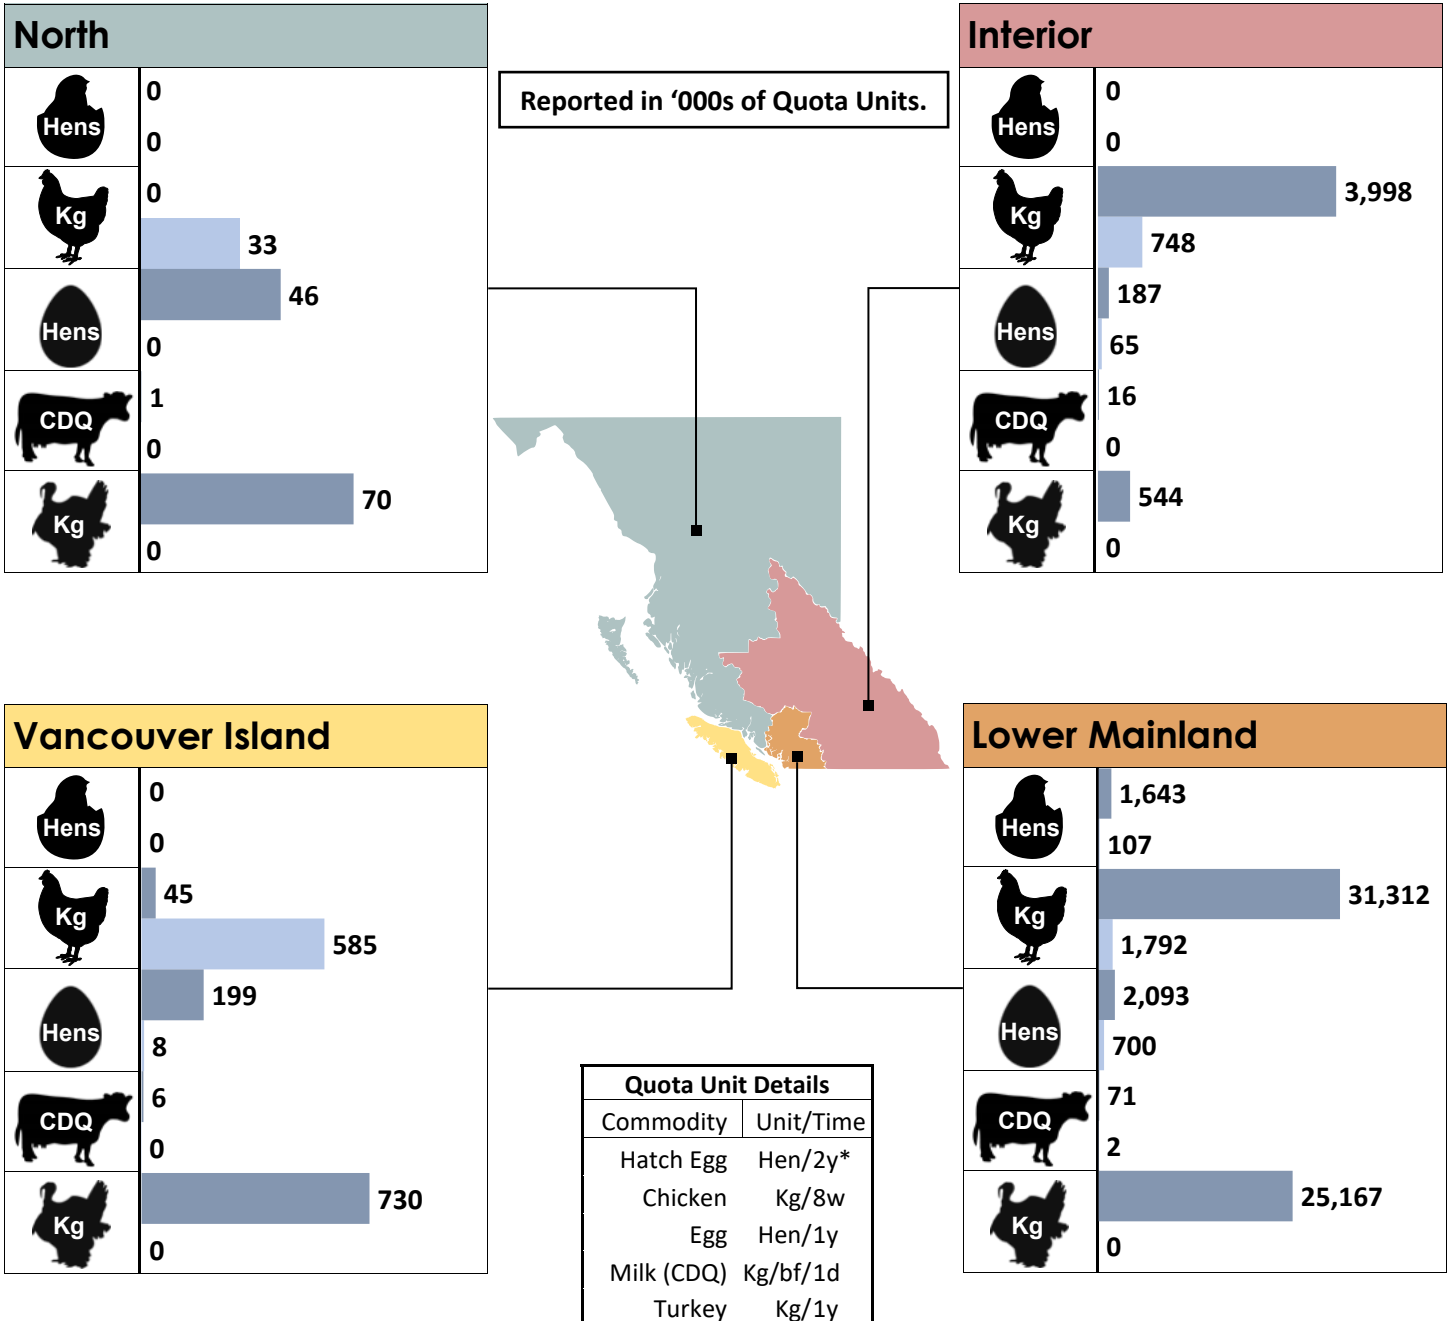 North
Hens
0
0
Kg
0
33
Hens
46
0
CDQ
1
0
Kg
70
0
Reported in ‘000s of Quota Units.
Interior
Hens
0
0
Kg
3,998
748
Hens
187
65
CDQ
16
0
Kg
544
0
Vancouver Island
Hens
0
0
Kg
45
585
Hens
199
8
CDQ
6
0
Kg
730
0
Lower Mainland
Hens
1,643
107
Kg
31,312
1,792
Hens
2,093
700
CDQ
71
2
Kg
25,167
0
Quota Unit Details
Commodity Unit/Time
Hatch Egg Hen/2y*
Chicken Kg/8w
Egg Hen/1y
Milk (CDQ) Kg/bf/1d
Turkey Kg/1y